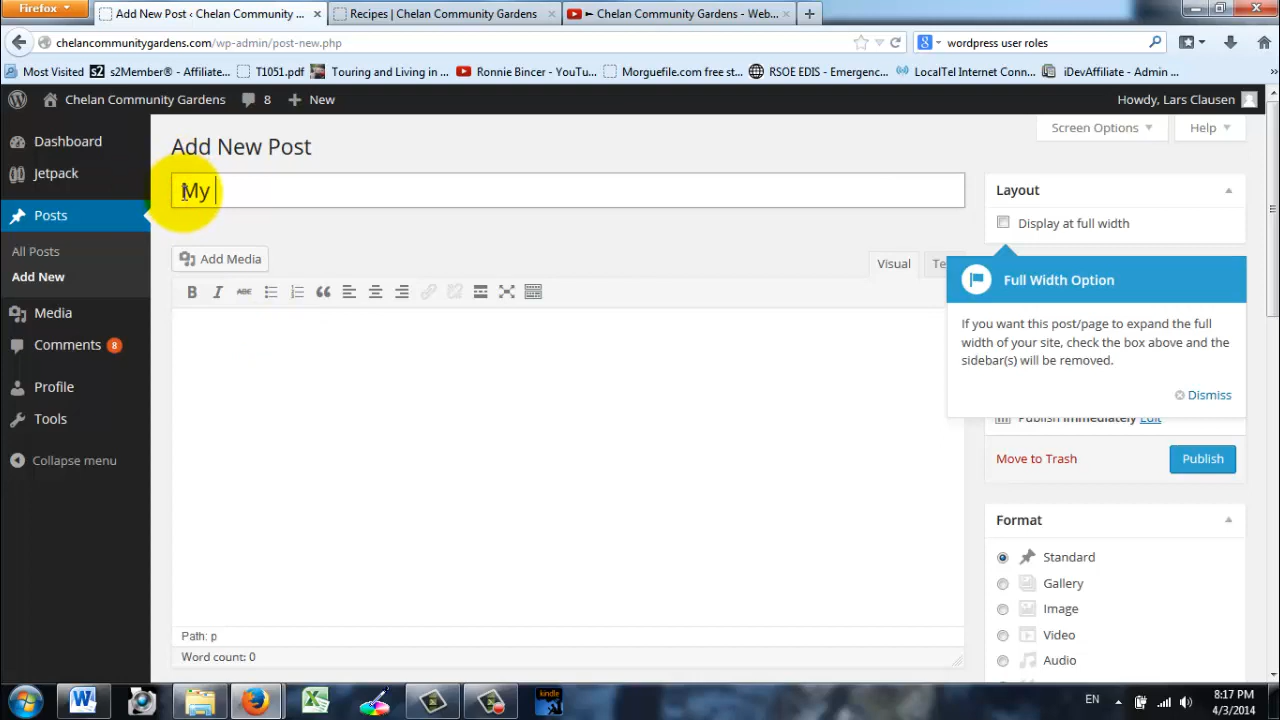 Firefox
Add New Post ‹ Chelan Community ...
Recipes | Chelan Community Gardens
► Chelan Community Gardens - Web...
chelancommunitygardens.com/wp-admin/post-new.php
wordpress user roles
Most Visited
s2Member® - Affiliate...
T1051.pdf
Touring and Living in ...
Ronnie Bincer - YouTu...
Morguefile.com free st...
RSOE EDIS - Emergenc...
LocalTel Internet Conn...
iDevAffiliate - Admin ...
Chelan Community Gardens
8
New
Howdy, Lars Clausen
Dashboard
Jetpack
Posts
All Posts
Add New
Media
Comments 8
Profile
Tools
Collapse menu
Screen Options
Help
Add New Post
My
Add Media
Visual
Te
B I ABC
Path: p
Word count: 0
Layout
Display at full width
Full Width Option
If you want this post/page to expand the full
width of your site, check the box above and the
sidebar(s) will be removed.
Dismiss
Publish immediately Edit
Move to Trash
Publish
Format
Standard
Gallery
Image
Video
Audio
kindle
EN
8:17 PM
4/3/2014